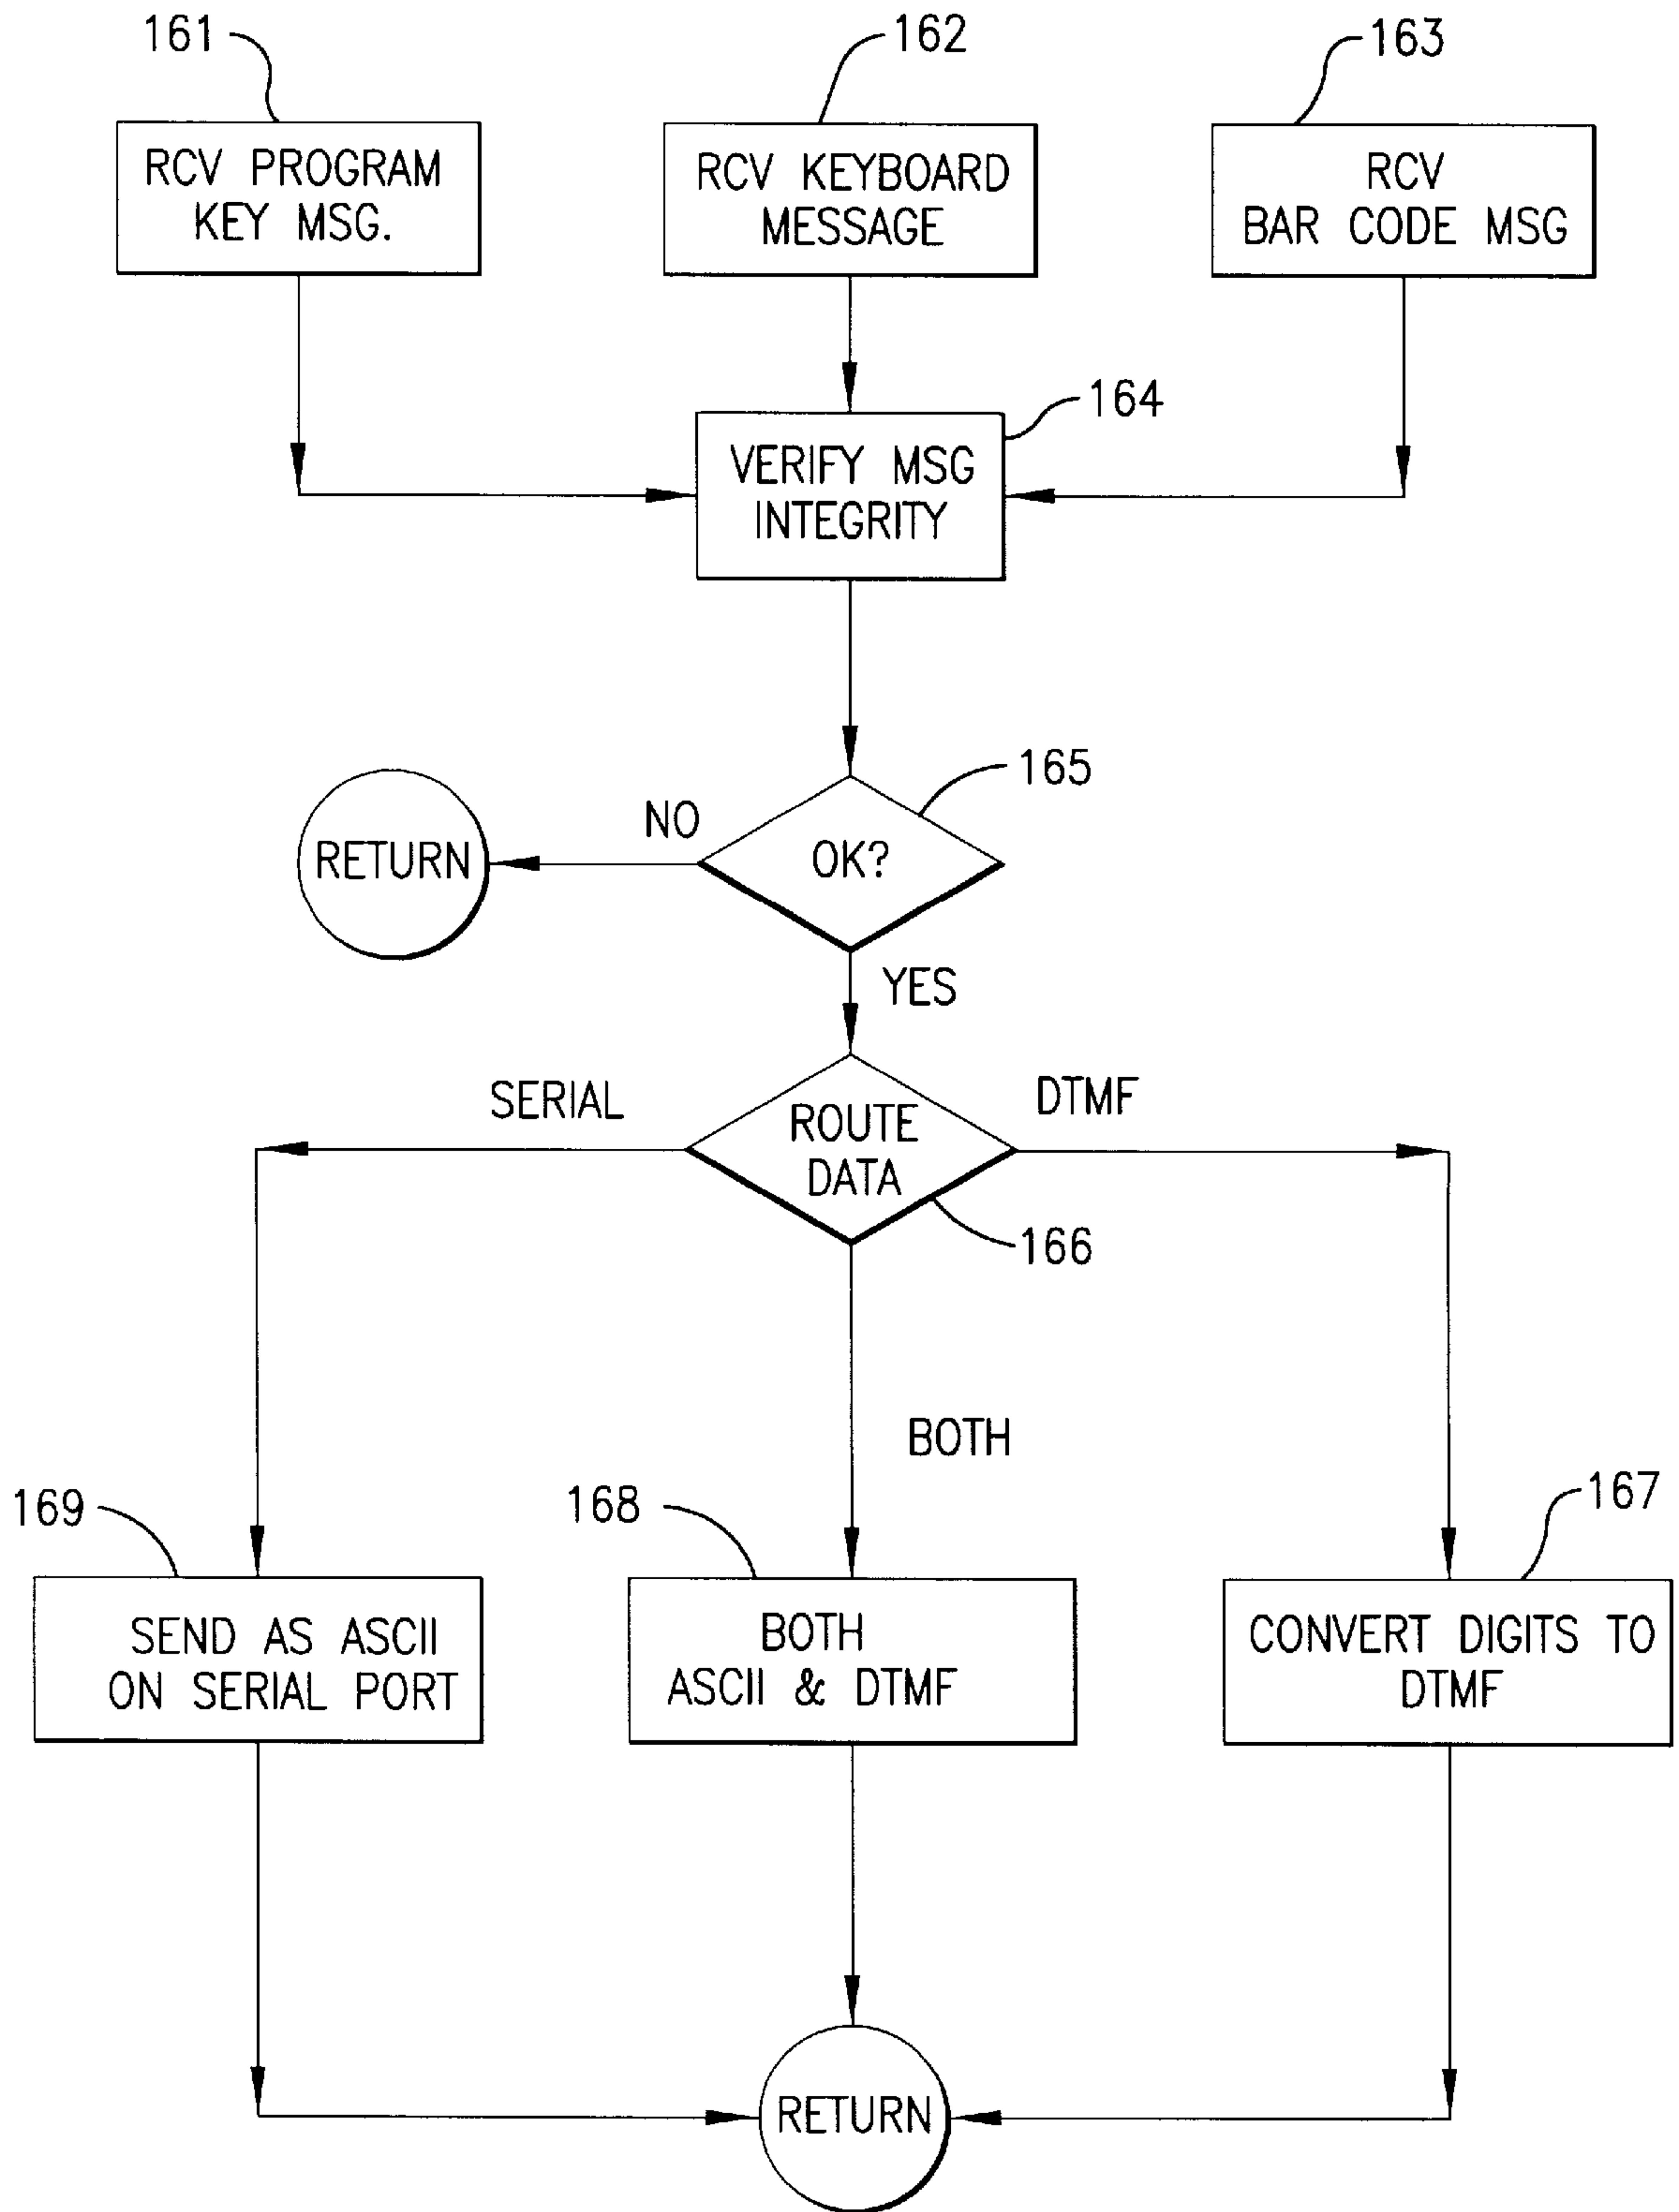 161
162
163
RCV PROGRAM
KEY MSG.
RCV KEYBOARD
MESSAGE
RCV
BAR CODE MSG
164
VERIFY MSG
INTEGRITY
165
NO
OK?
RETURN
YES
SERIAL
DTMF
ROUTE
DATA
166
BOTH
169
168
167
SEND AS ASCII
ON SERIAL PORT
BOTH
ASCII & DTMF
CONVERT DIGITS TO
DTMF
RETURN